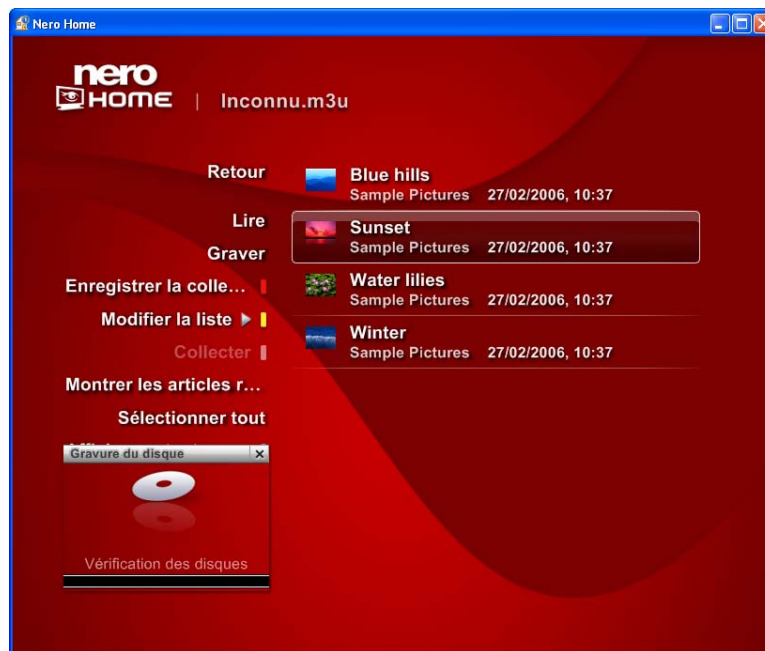 Nero Home
nero
HOME | Inconnu.m3u
Retour
Lire
Graver
Enregistrer la colle...
Modifier la liste
Collecter
Montrer les articles r...
Sélectionner tout
Blue hills
Sample Pictures 27/02/2006, 10:37
Sunset
Sample Pictures 27/02/2006, 10:37
Water lilies
Sample Pictures 27/02/2006, 10:37
Winter
Sample Pictures 27/02/2006, 10:37
Gravure du disque
Vérification des disques